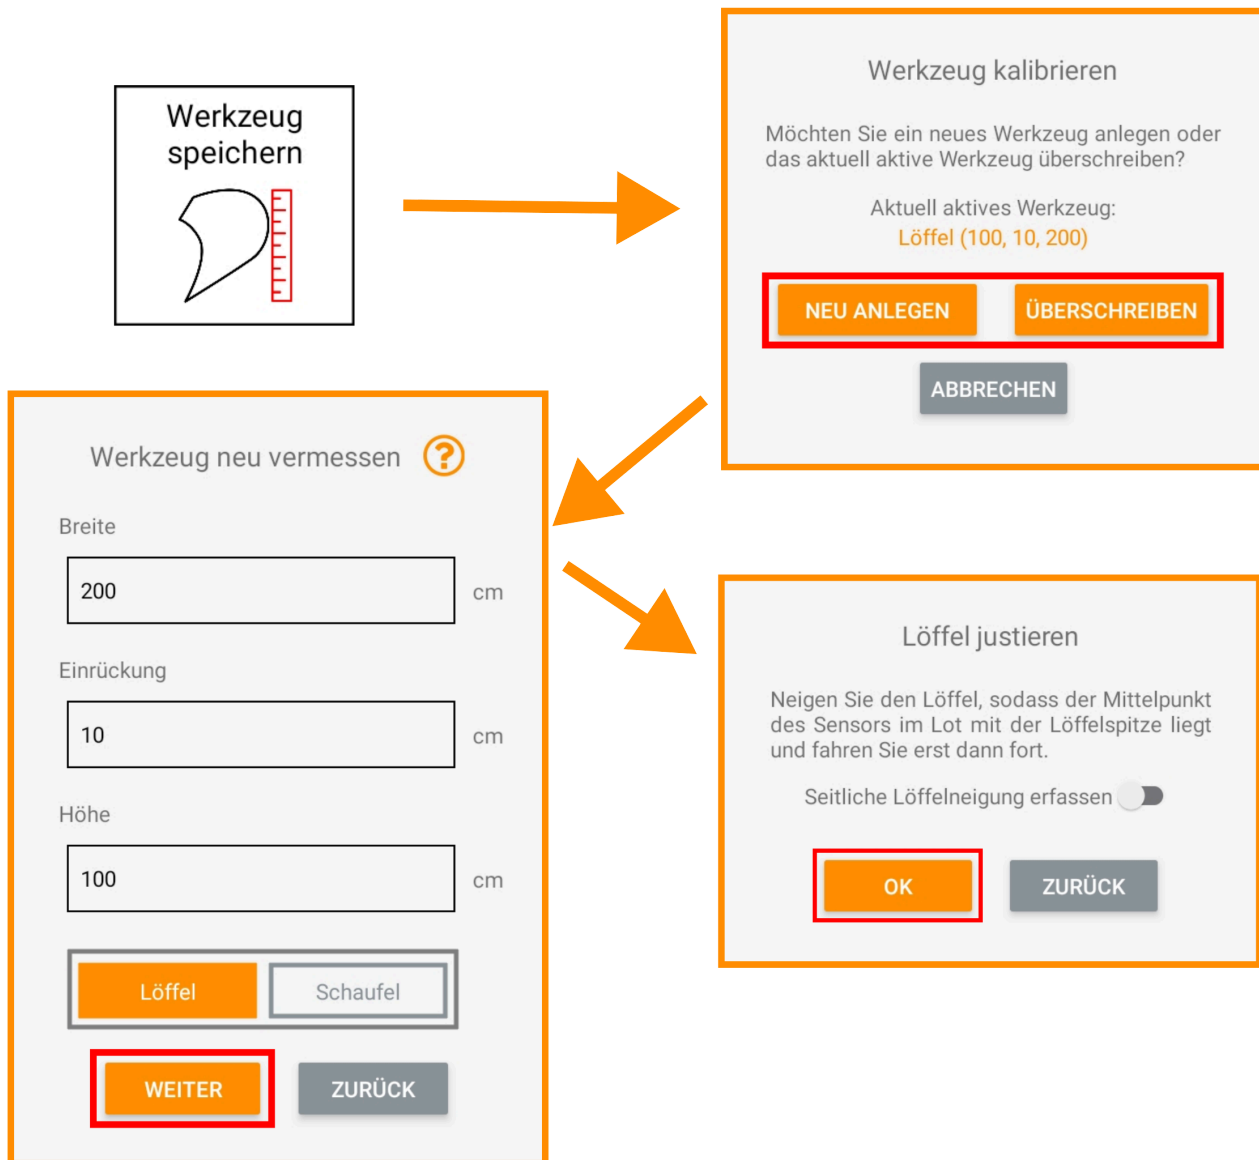 Werkzeug
speichern
Werkzeug kalibrieren
Möchten Sie ein neues Werkzeug anlegen oder
das aktuell aktive Werkzeug überschreiben?
Aktuell aktives Werkzeug:
Löffel (100, 10, 200)
NEU ANLEGEN
ÜBERSCHREIBEN
ABBRECHEN
Werkzeug neu vermessen ?
Breite
200
cm
Einrückung
10
cm
Höhe
100
cm
Löffel
Schaufel
WEITER
ZURÜCK
Löffel justieren
Neigen Sie den Löffel, sodass der Mittelpunkt
des Sensors im Lot mit der Löffelspitze liegt
und fahren Sie erst dann fort.
Seitliche Löffelneigung erfassen
OK
ZURÜCK